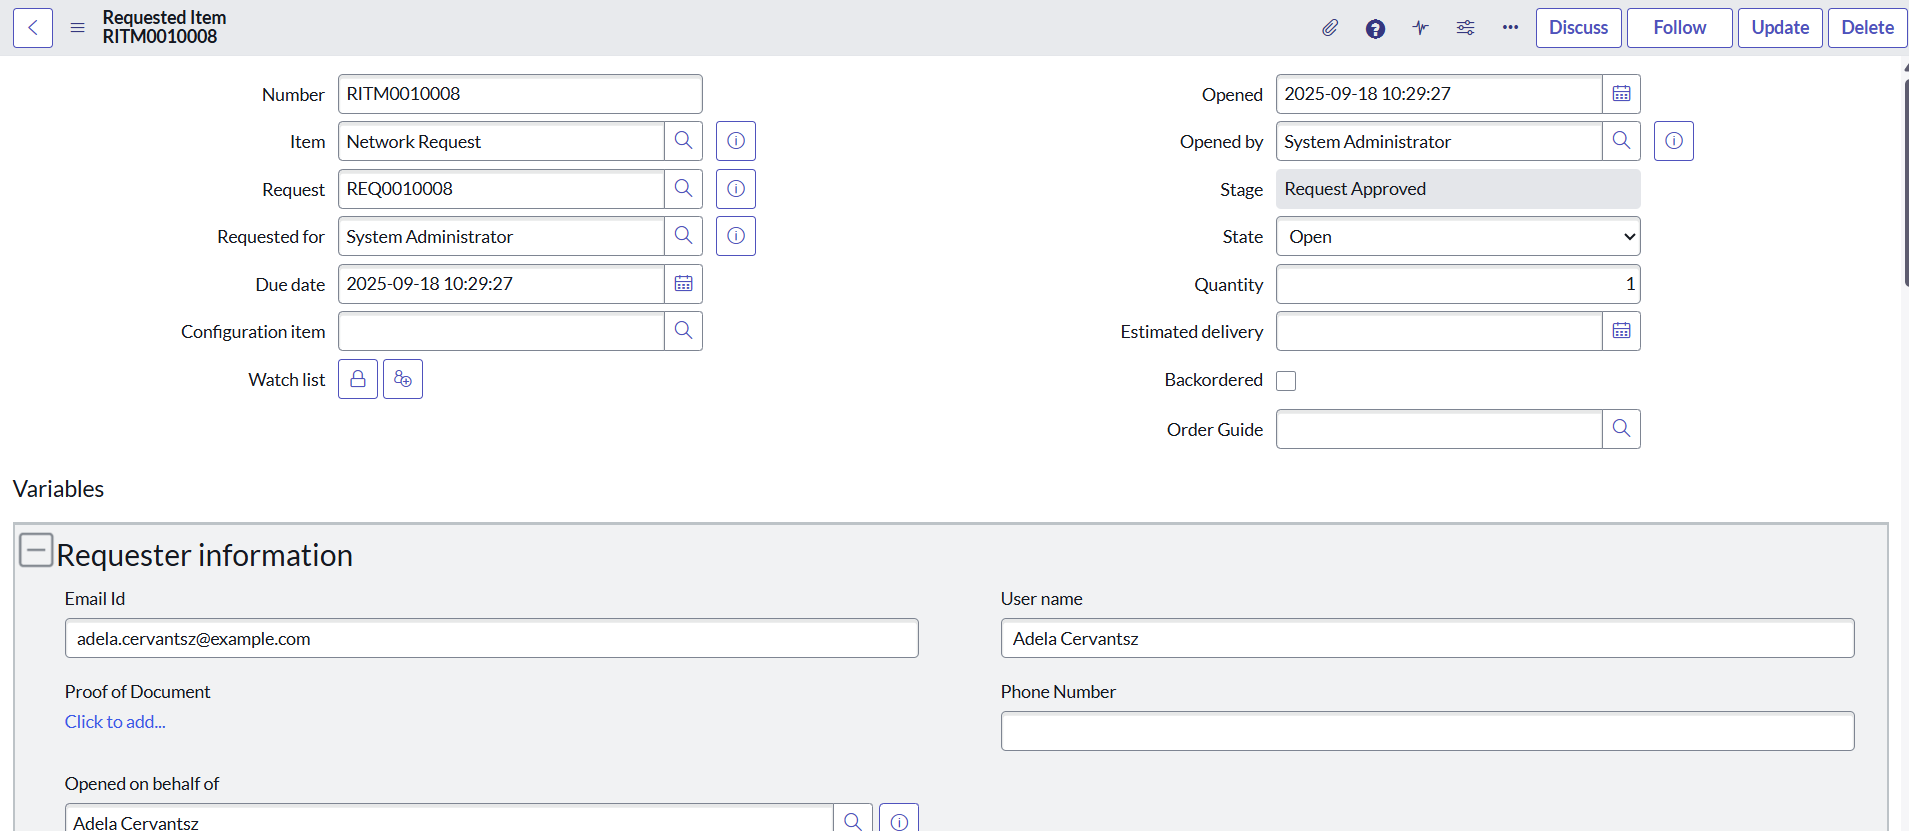 Requested Item
RITM0010008
Discuss
Follow
Update
Delete
Number
RITM0010008
Item
Network Request
Request
REQ0010008
Requested for
System Administrator
Due date
2025-09-18 10:29:27
Configuration item
Watch list
Opened
2025-09-18 10:29:27
Opened by
System Administrator
Stage
Request Approved
State
Open
Quantity
1
Estimated delivery
Backordered
Order Guide
Variables
Requester information
Email Id
adela.cervantsz@example.com
User name
Adela Cervantsz
Proof of Document
Click to add...
Phone Number
Opened on behalf of
Adela Cervantsz